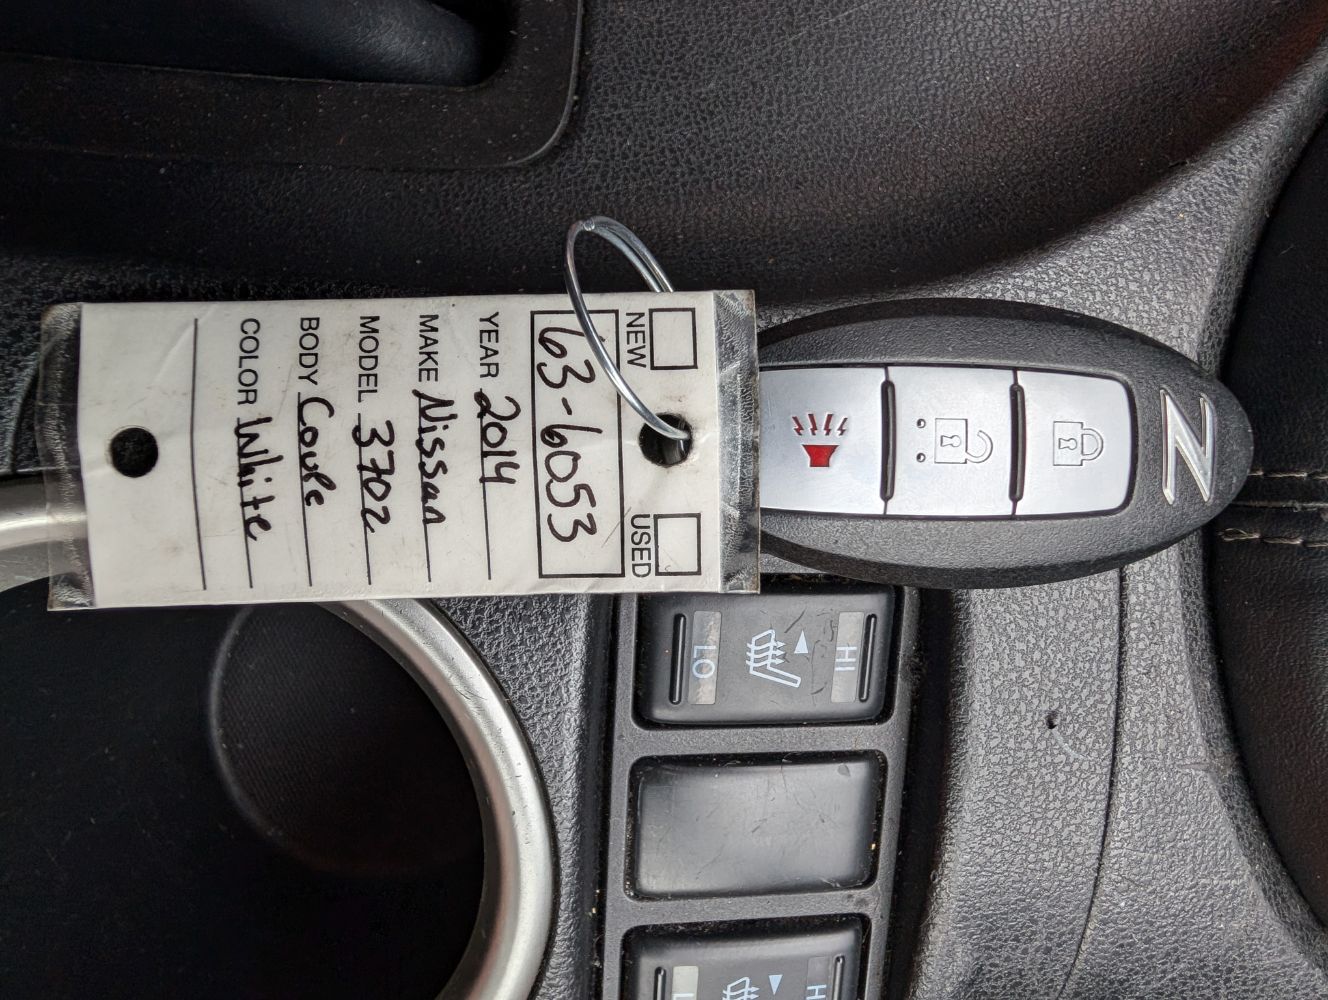 NEW USED
63-6053
YEAR 2014
MAKE Nissan
MODEL 370Z
BODY Coupe
COLOR White
Z
HI
LO